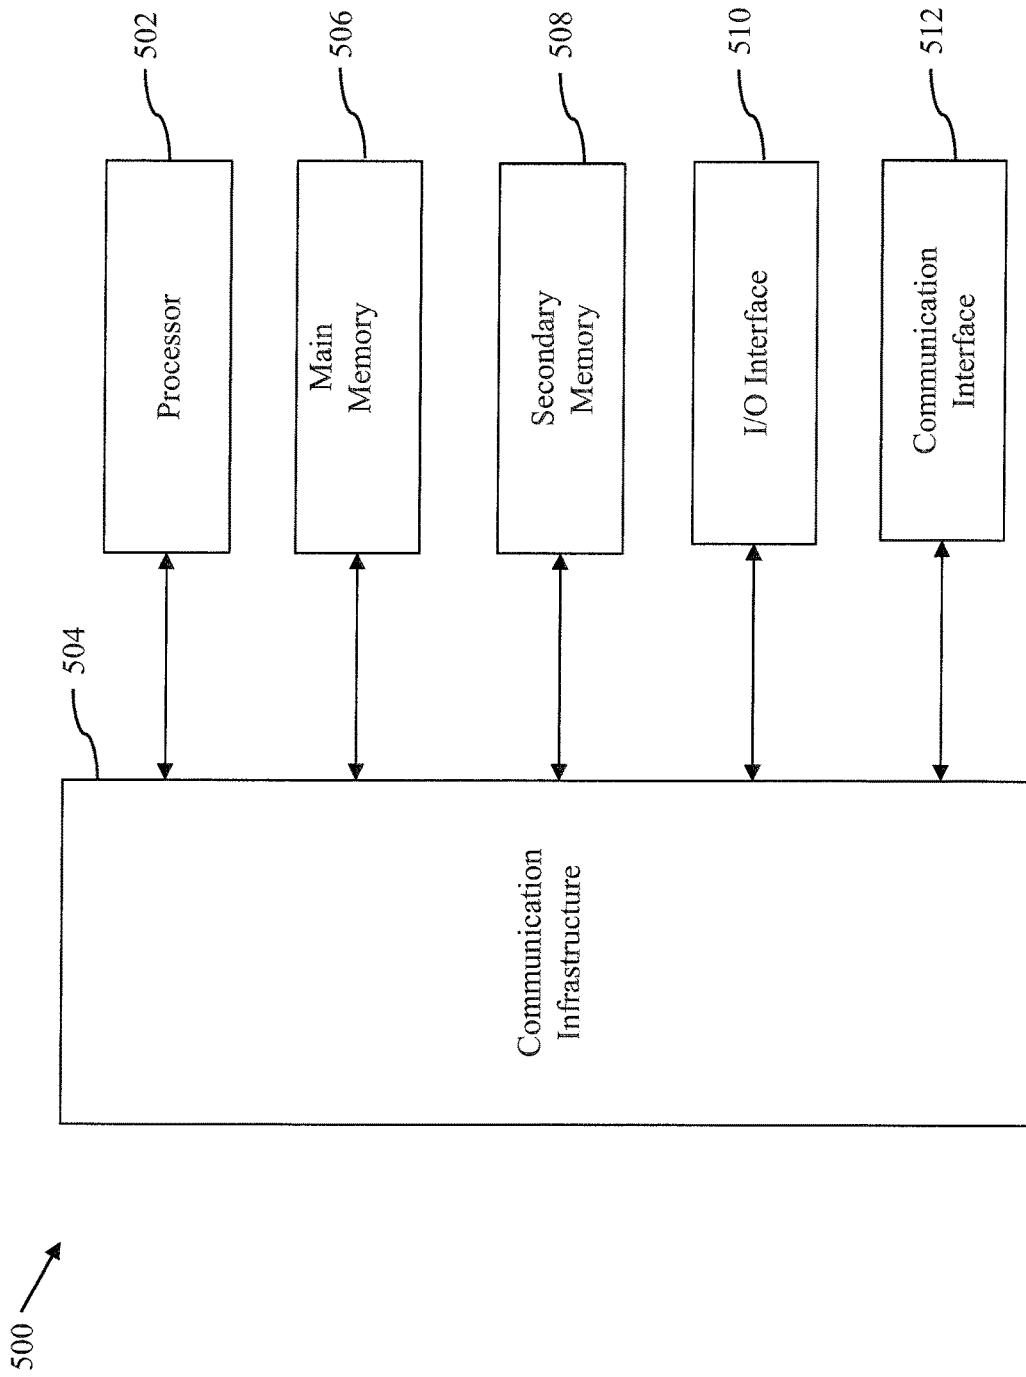 500
504
Communication
Infrastructure
Processor
502
Main
Memory
506
Secondary
Memory
508
I/O Interface
510
Communication
Interface
512